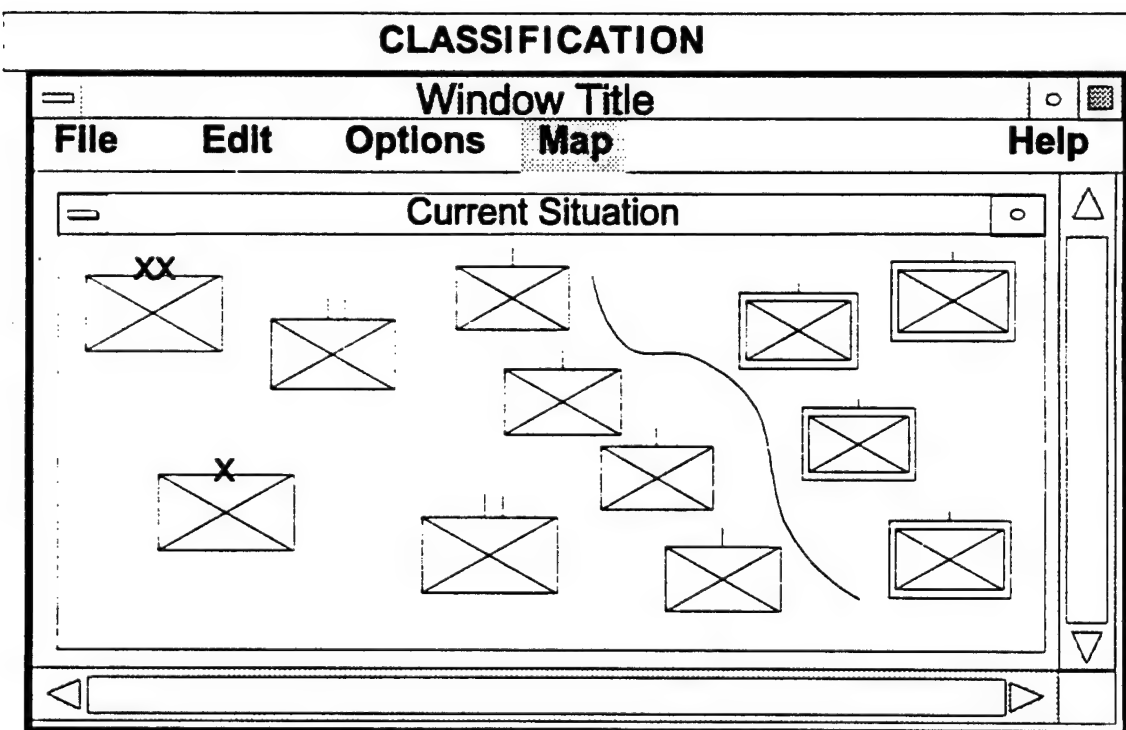 CLASSIFICATION
Window Title
File Edit Options Map Help
Current Situation
XX
X